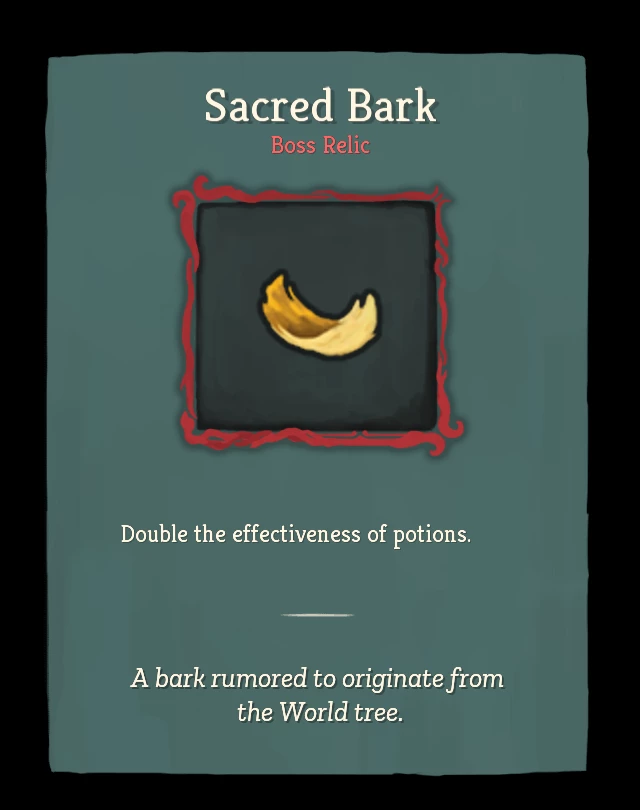 Sacred Bark
Boss Relic
Double the effectiveness of potions.
A bark rumored to originate from
the World tree.